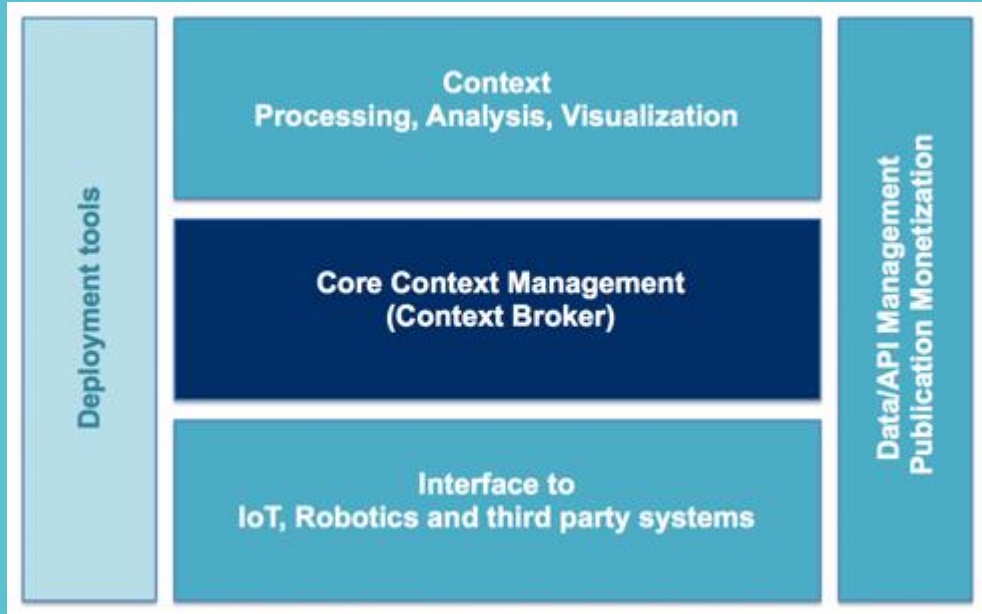 Deployment tools
Context
Processing, Analysis, Visualization
Core Context Management
(Context Broker)
Interface to
IoT, Robotics and third party systems
Data/API Management
Publication Monetization